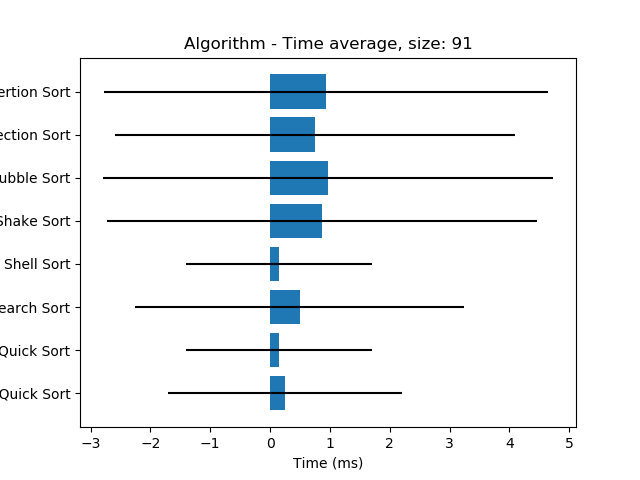 Algorithm - Time average, size: 91
ertion Sort
ection Sort
ubble Sort
Shake Sort
Shell Sort
earch Sort
Quick Sort
Quick Sort
−3 −2 −1 0 1 2 3 4 5
Time (ms)